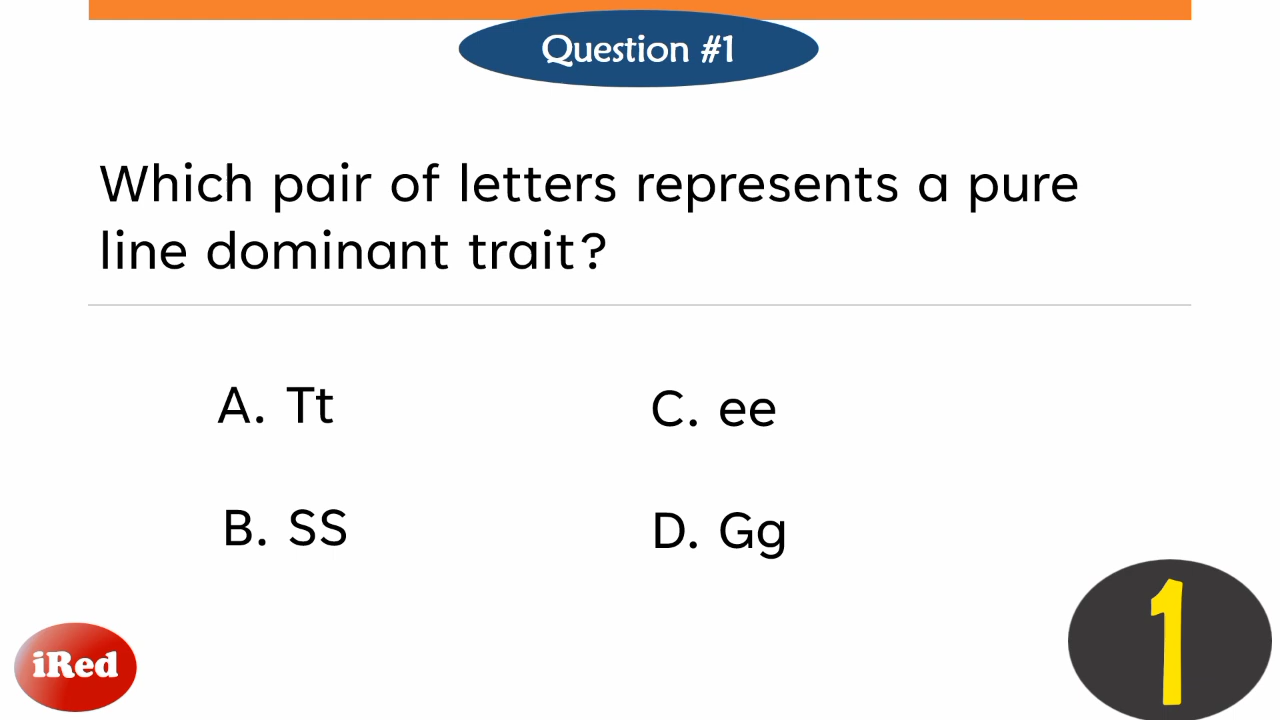 Question #1
Which pair of letters represents a pure
line dominant trait?
A. Tt
C. ee
B. SS
D. Gg
iRed
1